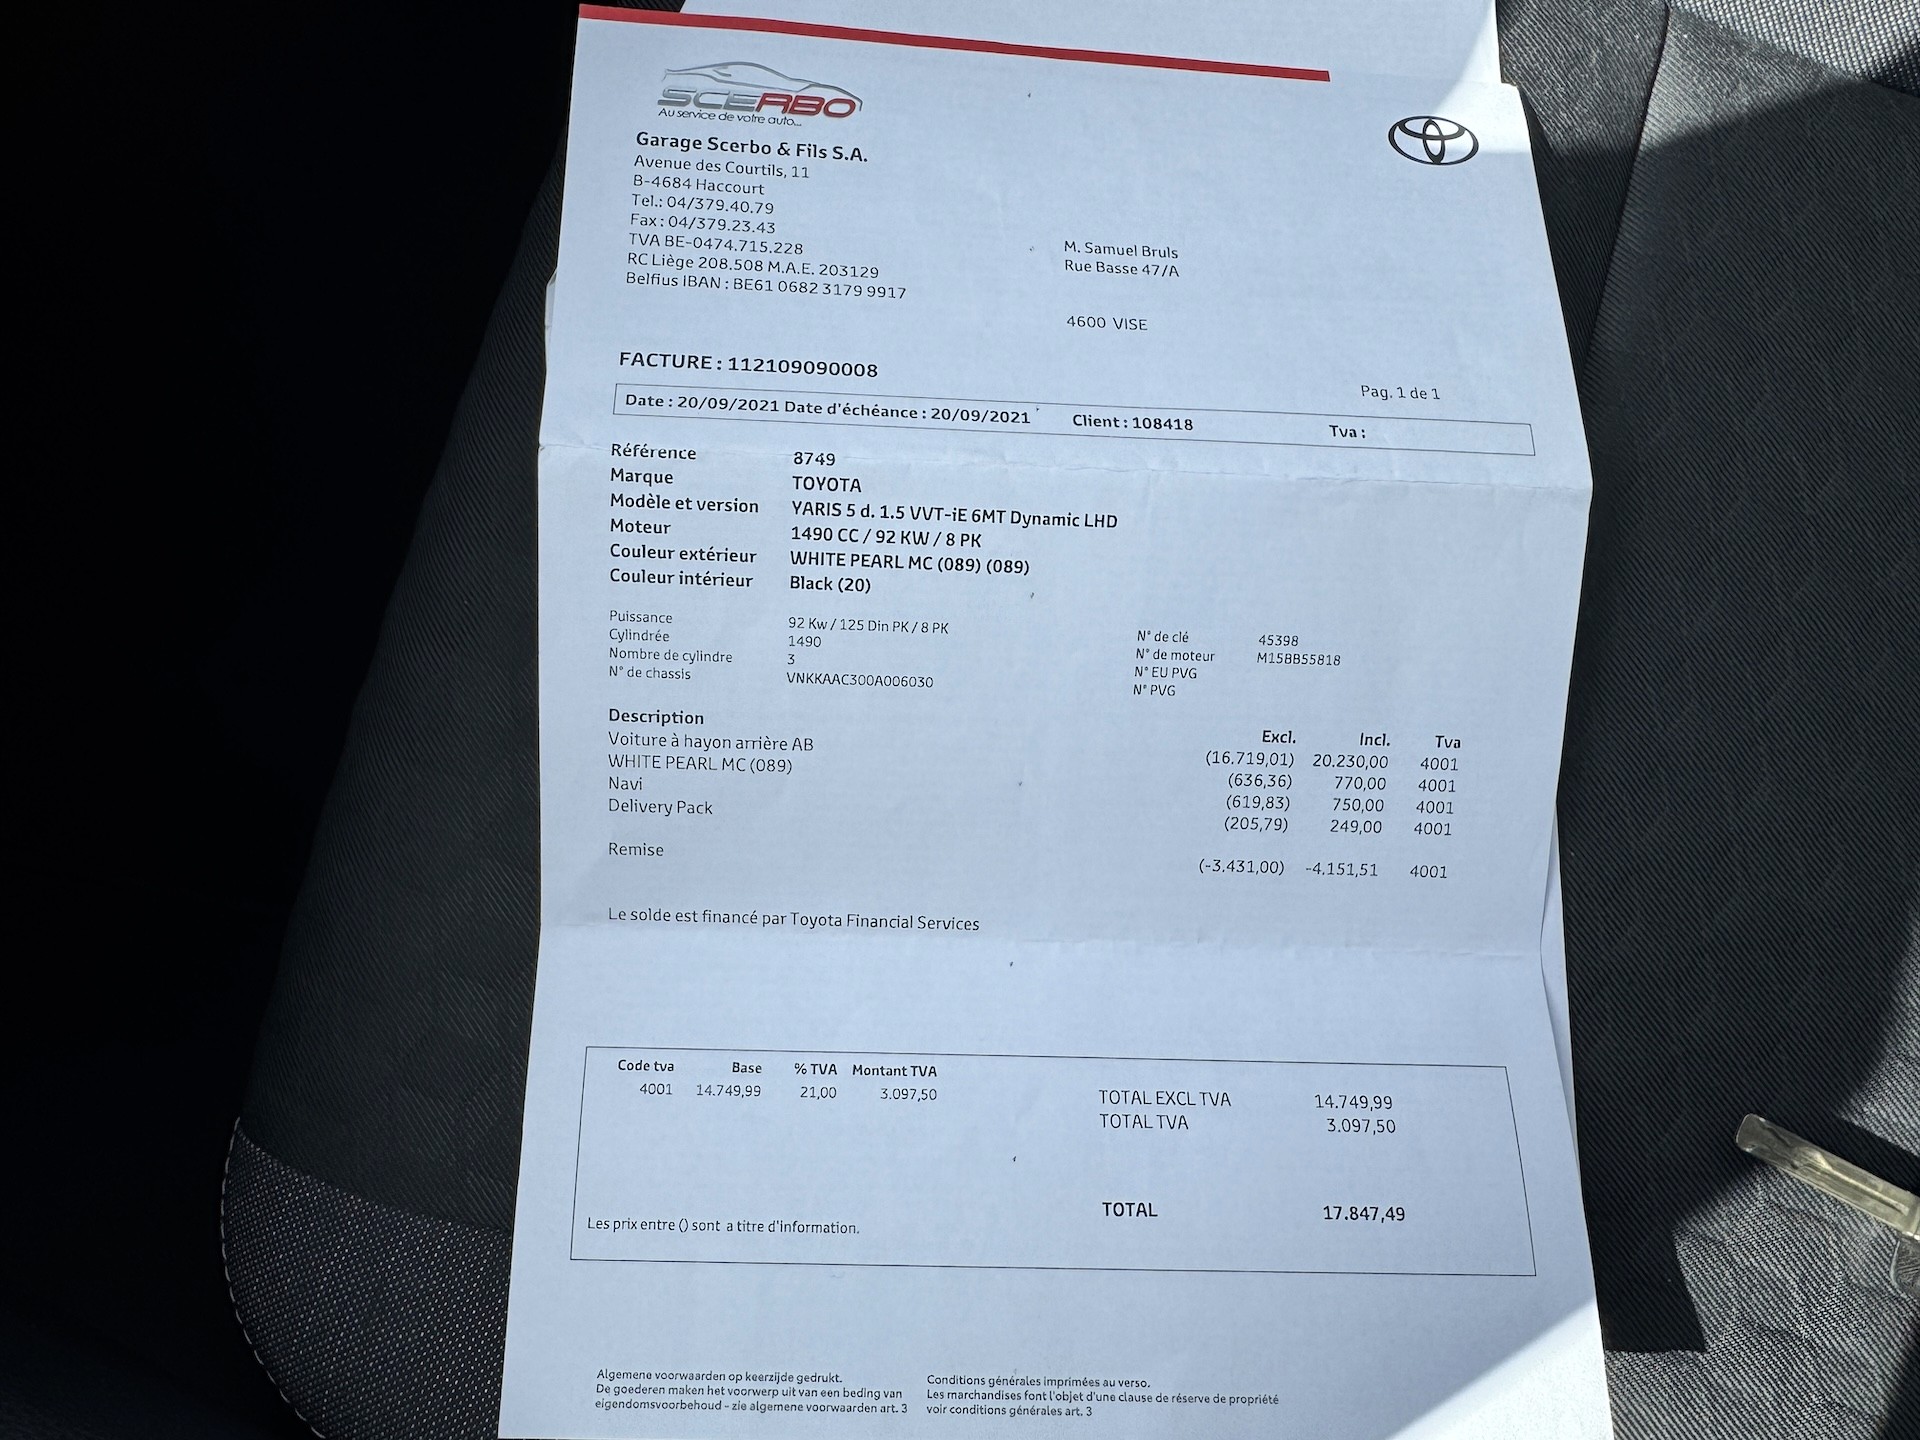 SCERBO
Au service de votre auto...
Garage Scerbo & Fils S.A.
Avenue des Courtils, 11
B-4684 Haccourt
Tel.: 04/379.40.79
Fax : 04/379.23.43
TVA BE-0474.715.228
RC Liège 208.508 M.A.E. 203129
Belfius IBAN : BE61 0682 3179 9917
M. Samuel Bruls
Rue Basse 47/A
4600 VISE
FACTURE : 112109090008
Pag. 1 de 1
Date : 20/09/2021 Date d'échéance : 20/09/2021 Client : 108418 Tva :
Référence 8749
Marque TOYOTA
Modèle et version YARIS 5 d. 1.5 VVT-iE 6MT Dynamic LHD
Moteur 1490 CC / 92 KW / 8 PK
Couleur extérieur WHITE PEARL MC (089) (089)
Couleur intérieur Black (20)
Puissance 92 Kw / 125 Din PK / 8 PK
Cylindrée 1490
Nombre de cylindre 3
N° de chassis VNKKAAC300A006030
N° de clé 45398
N° de moteur M15BB55818
N° EU PVG
N° PVG
Description Excl. Incl. Tva
Voiture à hayon arrière AB (16.719,01) 20.230,00 4001
WHITE PEARL MC (089) (636,36) 770,00 4001
Navi (619,83) 750,00 4001
Delivery Pack (205,79) 249,00 4001
Remise (-3.431,00) -4.151,51 4001
Le solde est financé par Toyota Financial Services
Code tva Base % TVA Montant TVA
4001 14.749,99 21,00 3.097,50
TOTAL EXCL TVA 14.749,99
TOTAL TVA 3.097,50
TOTAL 17.847,49
Les prix entre () sont a titre d'information.
Algemene voorwaarden op keerzijde gedrukt.
De goederen maken het voorwerp uit van een beding van
eigendomsvoorbehoud - zie algemene voorwaarden art. 3
Conditions générales imprimées au verso.
Les marchandises font l'objet d'une clause de réserve de propriété
voir conditions générales art. 3